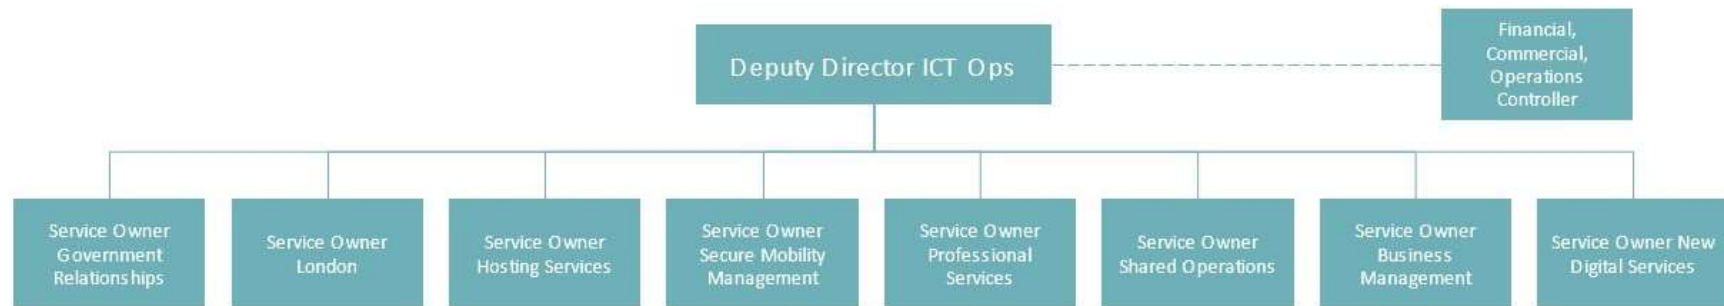 Deputy Director ICT Ops
Financial,
Commercial,
Operations
Controller
Service Owner
Government
Relationships
Service Owner
London
Service Owner
Hosting Services
Service Owner
Secure Mobility
Management
Service Owner
Professional
Services
Service Owner
Shared Operations
Service Owner
Business
Management
Service Owner New
Digital Services